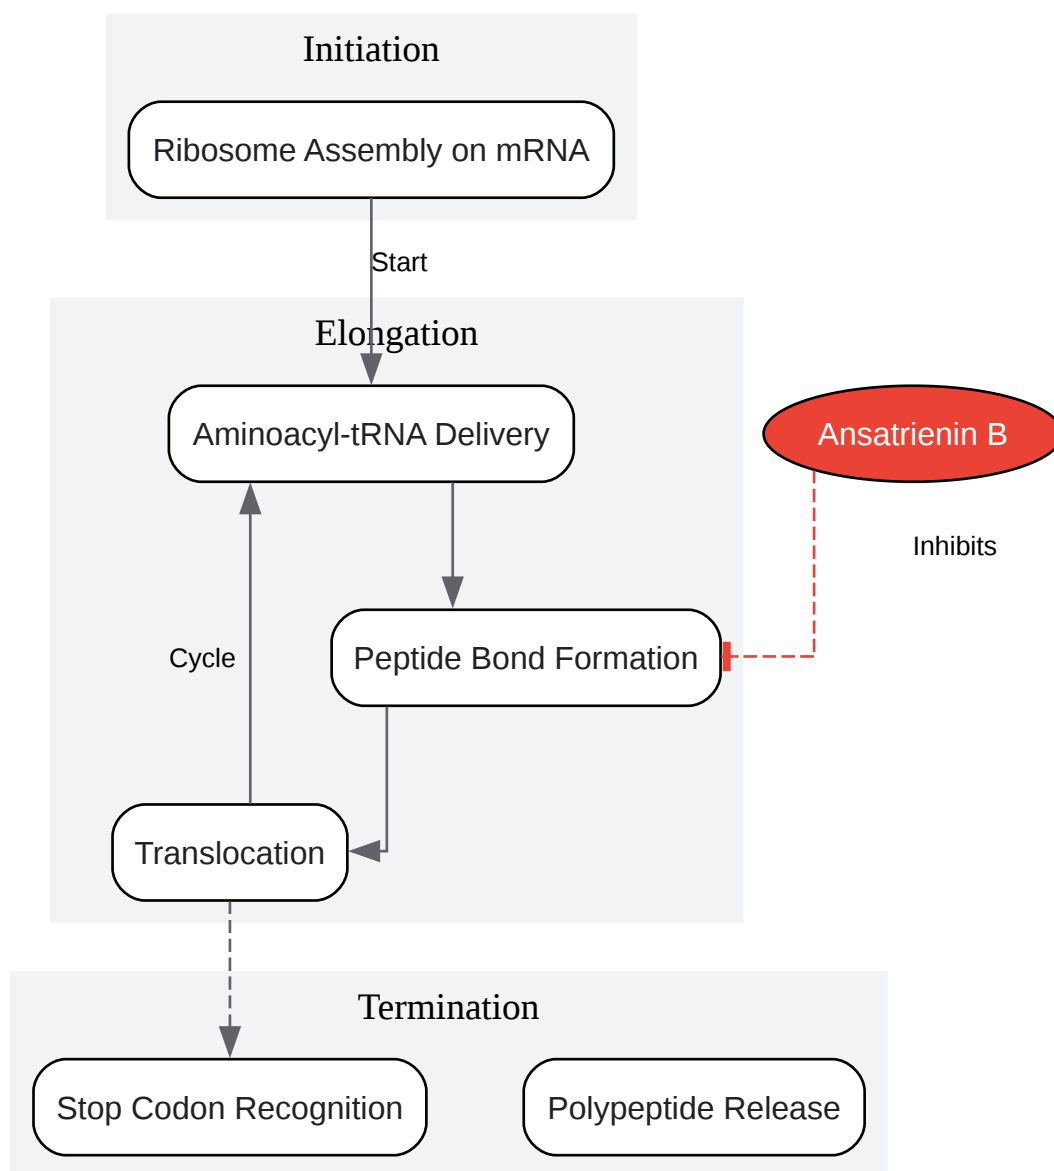 Initiation
Ribosome Assembly on mRNA
Start
Elongation
Aminoacyl-tRNA Delivery
Ansatrienin B
Inhibits
Cycle
Peptide Bond Formation
Translocation
Termination
Stop Codon Recognition
Polypeptide Release